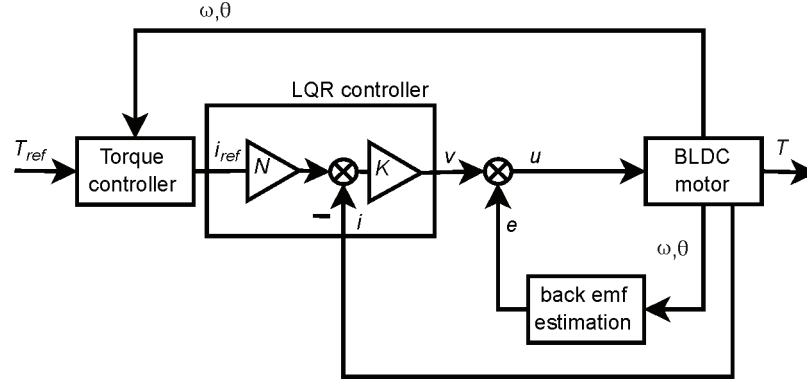 ω,θ
LQR controller
T_ref
Torque
controller
i_ref
N
K
v
u
BLDC
motor
T
−
i
e
ω,θ
back emf
estimation